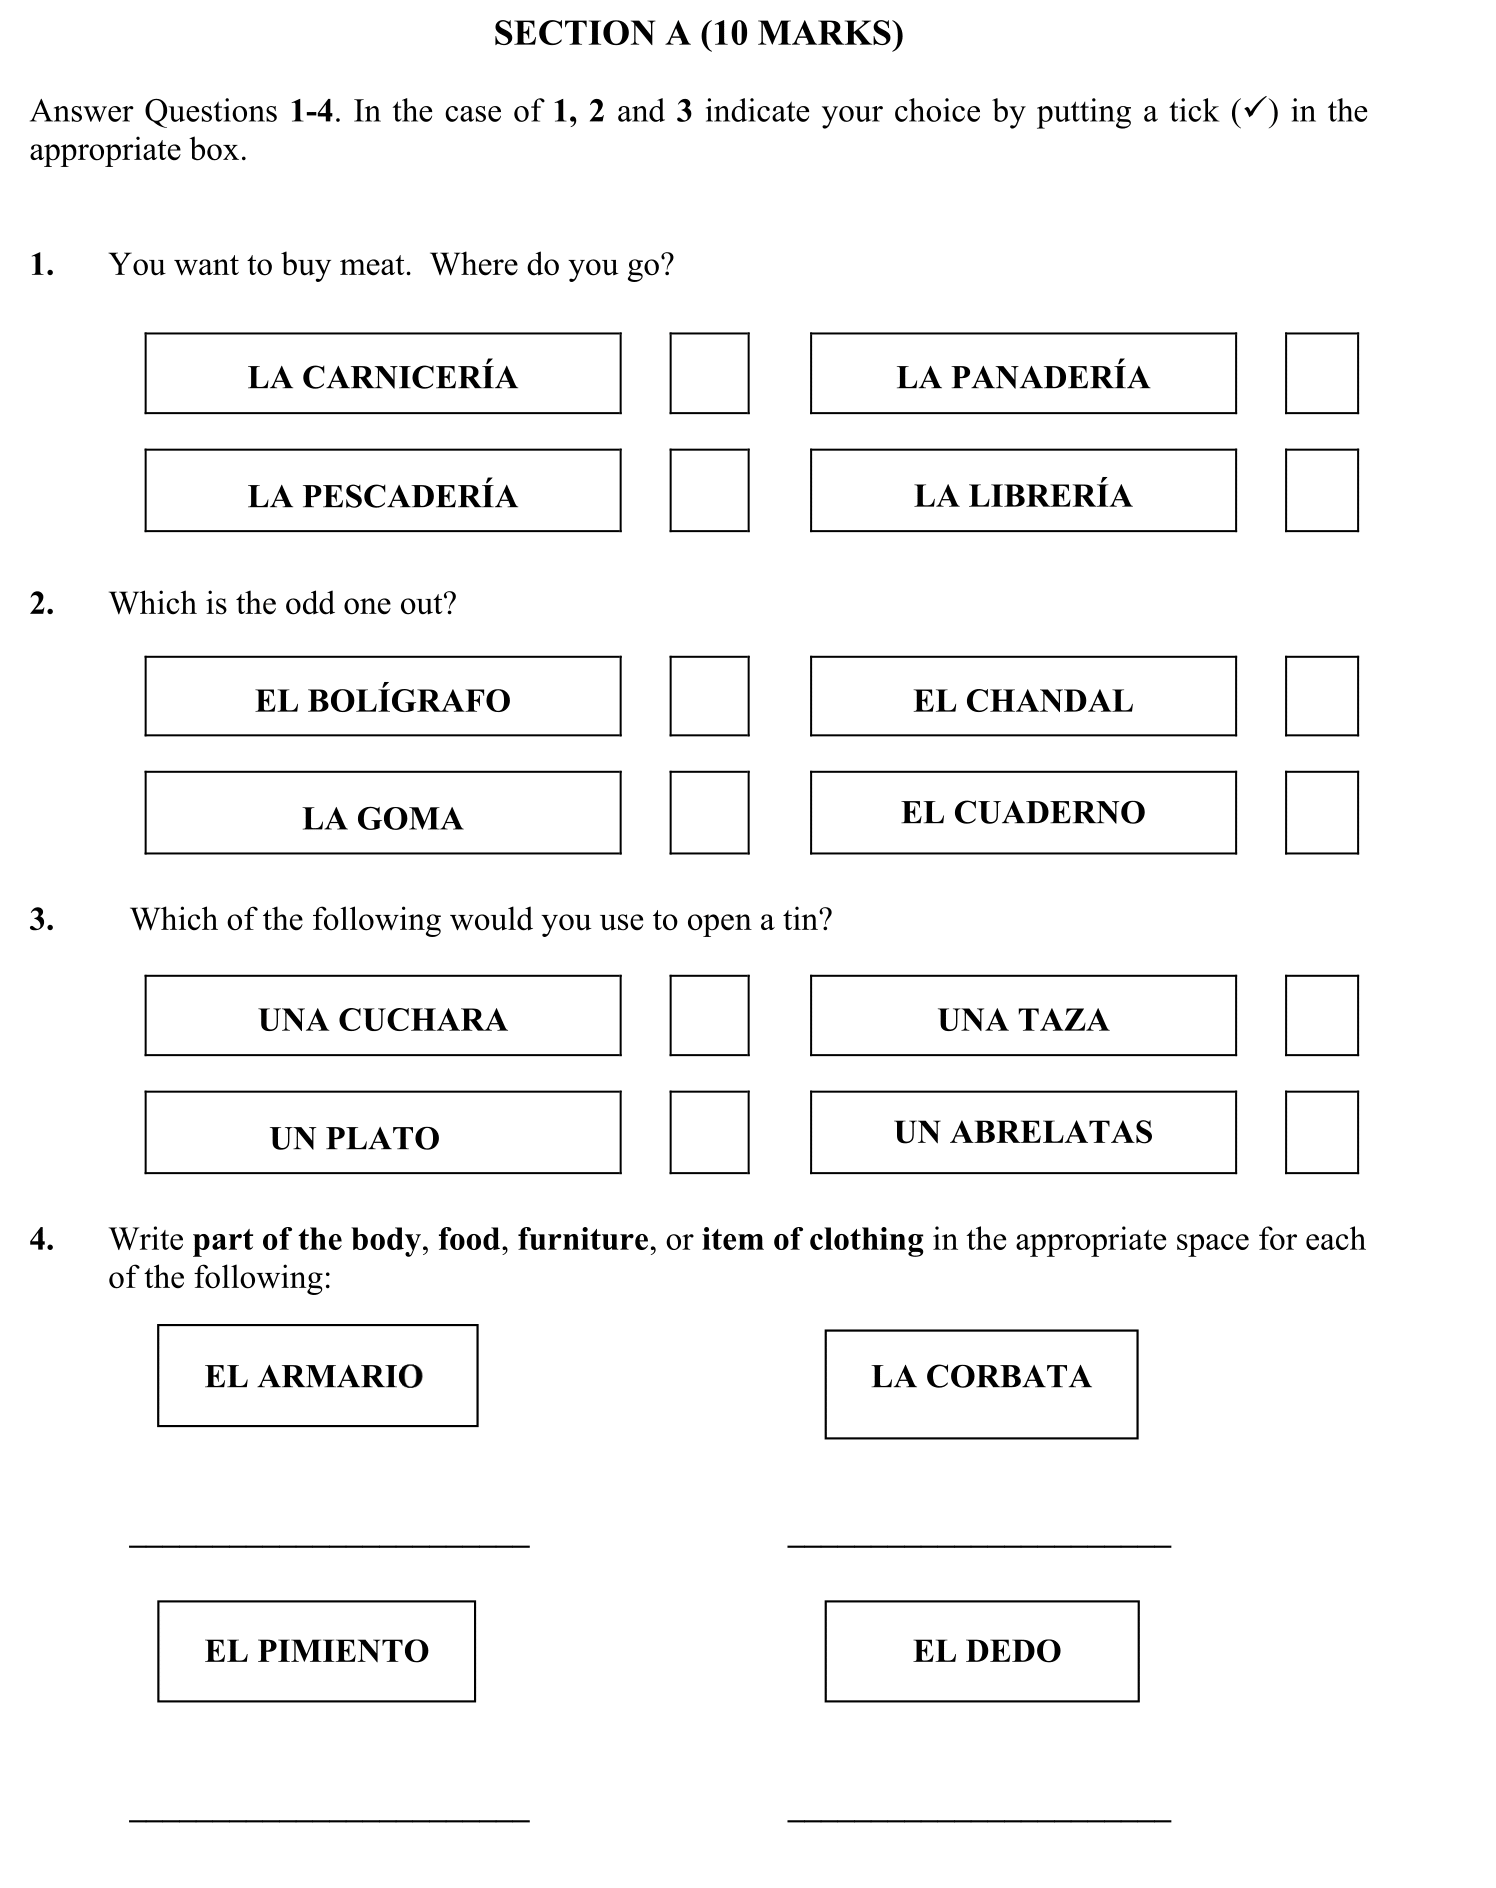 SECTION A (10 MARKS)
Answer Questions 1-4. In the case of 1, 2 and 3 indicate your choice by putting a tick (✓) in the
appropriate box.
1. You want to buy meat. Where do you go?
LA CARNICERÍA LA PANADERÍA
LA PESCADERÍA LA LIBRERÍA
2. Which is the odd one out?
EL BOLÍGRAFO EL CHANDAL
LA GOMA EL CUADERNO
3. Which of the following would you use to open a tin?
UNA CUCHARA UNA TAZA
UN PLATO UN ABRELATAS
4. Write part of the body, food, furniture, or item of clothing in the appropriate space for each
of the following:
EL ARMARIO LA CORBATA
EL PIMIENTO EL DEDO